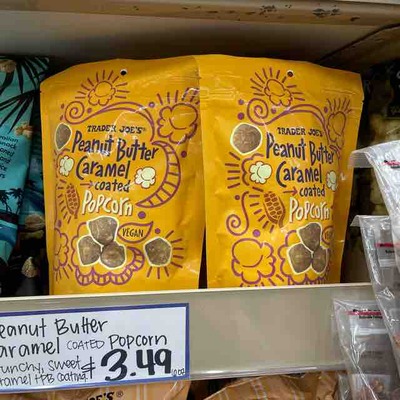 TRADER JOE'S
Peanut Butter
Caramel
coated
Popcorn
VEGAN
TRADER JOE'S
Peanut Butter
Caramel
coated
Popcorn
eanut Butter
aramel COATED Popcorn
runchy, sweet
aramel + PB coating.
$3.49
JOE'S